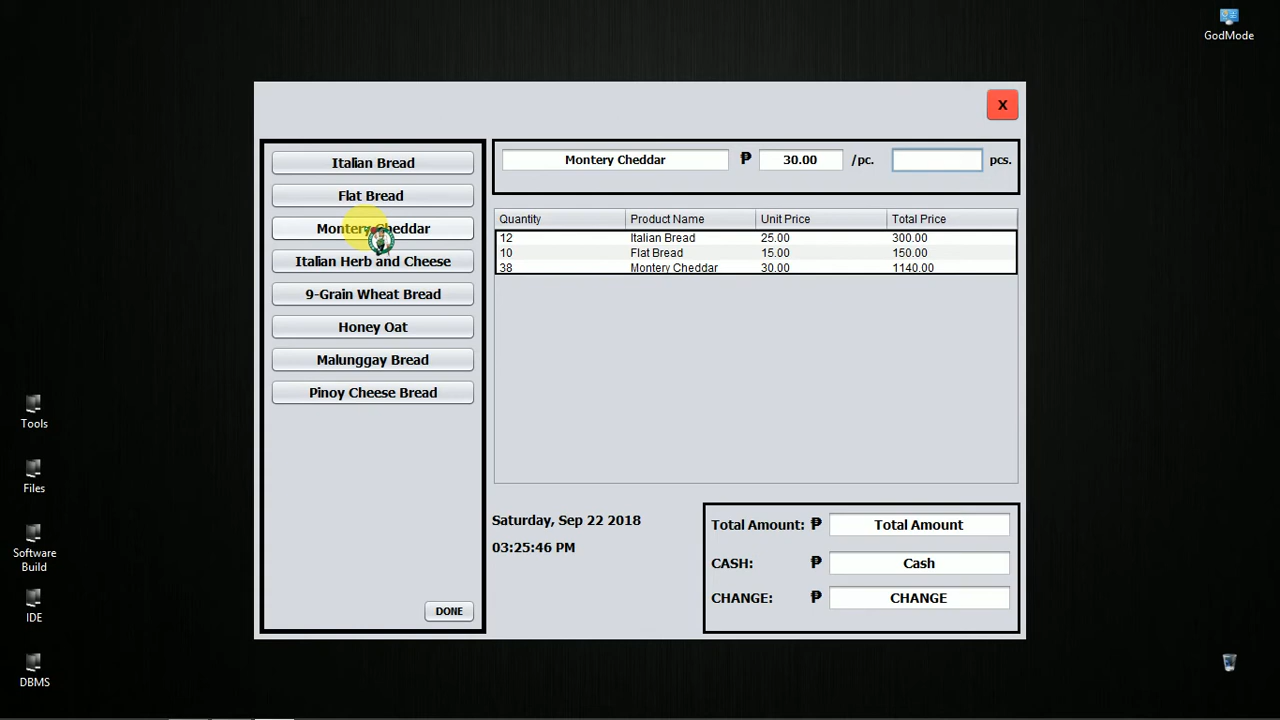 GodMode
X
Italian Bread
Flat Bread
Montery Cheddar
Italian Herb and Cheese
9-Grain Wheat Bread
Honey Oat
Malunggay Bread
Pinoy Cheese Bread
DONE
Montery Cheddar ₱ 30.00 /pc. pcs.
Quantity Product Name Unit Price Total Price
12 Italian Bread 25.00 300.00
10 Flat Bread 15.00 150.00
38 Montery Cheddar 30.00 1140.00
Saturday, Sep 22 2018
03:25:46 PM
Total Amount: ₱ Total Amount
CASH: ₱ Cash
CHANGE: ₱ CHANGE
Tools
Files
Software
Build
IDE
DBMS